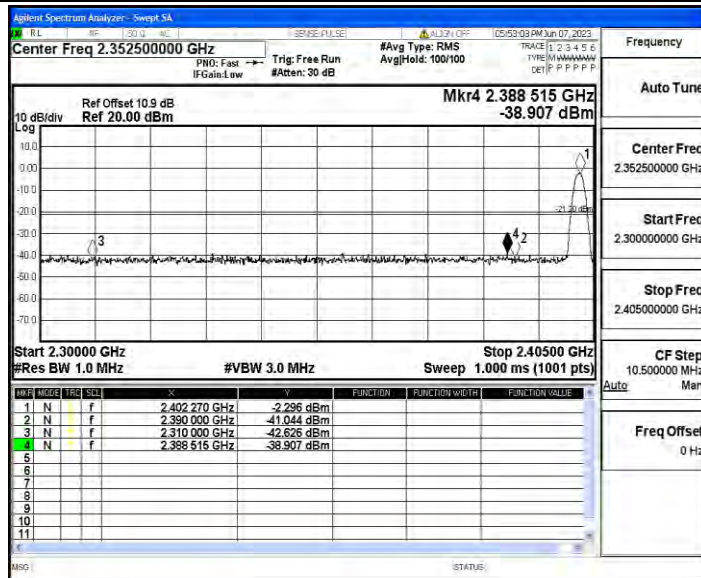 Agilent Spectrum Analyzer - Swept SA
RL RF 50 Ω AC SENSE:PULSE ALIGN OFF 05:53:03 PM Jun 07, 2023
Center Freq 2.352500000 GHz
PNO: Fast
IFGain:Low
Trig: Free Run
#Atten: 30 dB
#Avg Type: RMS
Avg|Hold: 100/100
TRACE 1 2 3 4 5 6
TYPE M
DET P P P P P P
Frequency
Ref Offset 10.9 dB
Ref 20.00 dBm
10 dB/div
Log
Mkr4 2.388 515 GHz
-38.907 dBm
Auto Tune
10.0
0.00
-10.0
-20.0
-30.0
-40.0
-50.0
-60.0
-70.0
1
3
4
2
-21.20 dBm
Center Freq
2.352500000 GHz
Start Freq
2.300000000 GHz
Stop Freq
2.405000000 GHz
Start 2.30000 GHz
Stop 2.40500 GHz
#Res BW 1.0 MHz
#VBW 3.0 MHz
Sweep 1.000 ms (1001 pts)
CF Step
10.500000 MHz
Auto Man
MKR MODE TRC SCL X Y FUNCTION FUNCTION WIDTH FUNCTION VALUE
1 N f 2.402 270 GHz -2.296 dBm
2 N f 2.390 000 GHz -41.044 dBm
3 N f 2.310 000 GHz -42.626 dBm
4 N f 2.388 515 GHz -38.907 dBm
5
6
7
8
9
10
11
Freq Offset
0 Hz
MSG
STATUS